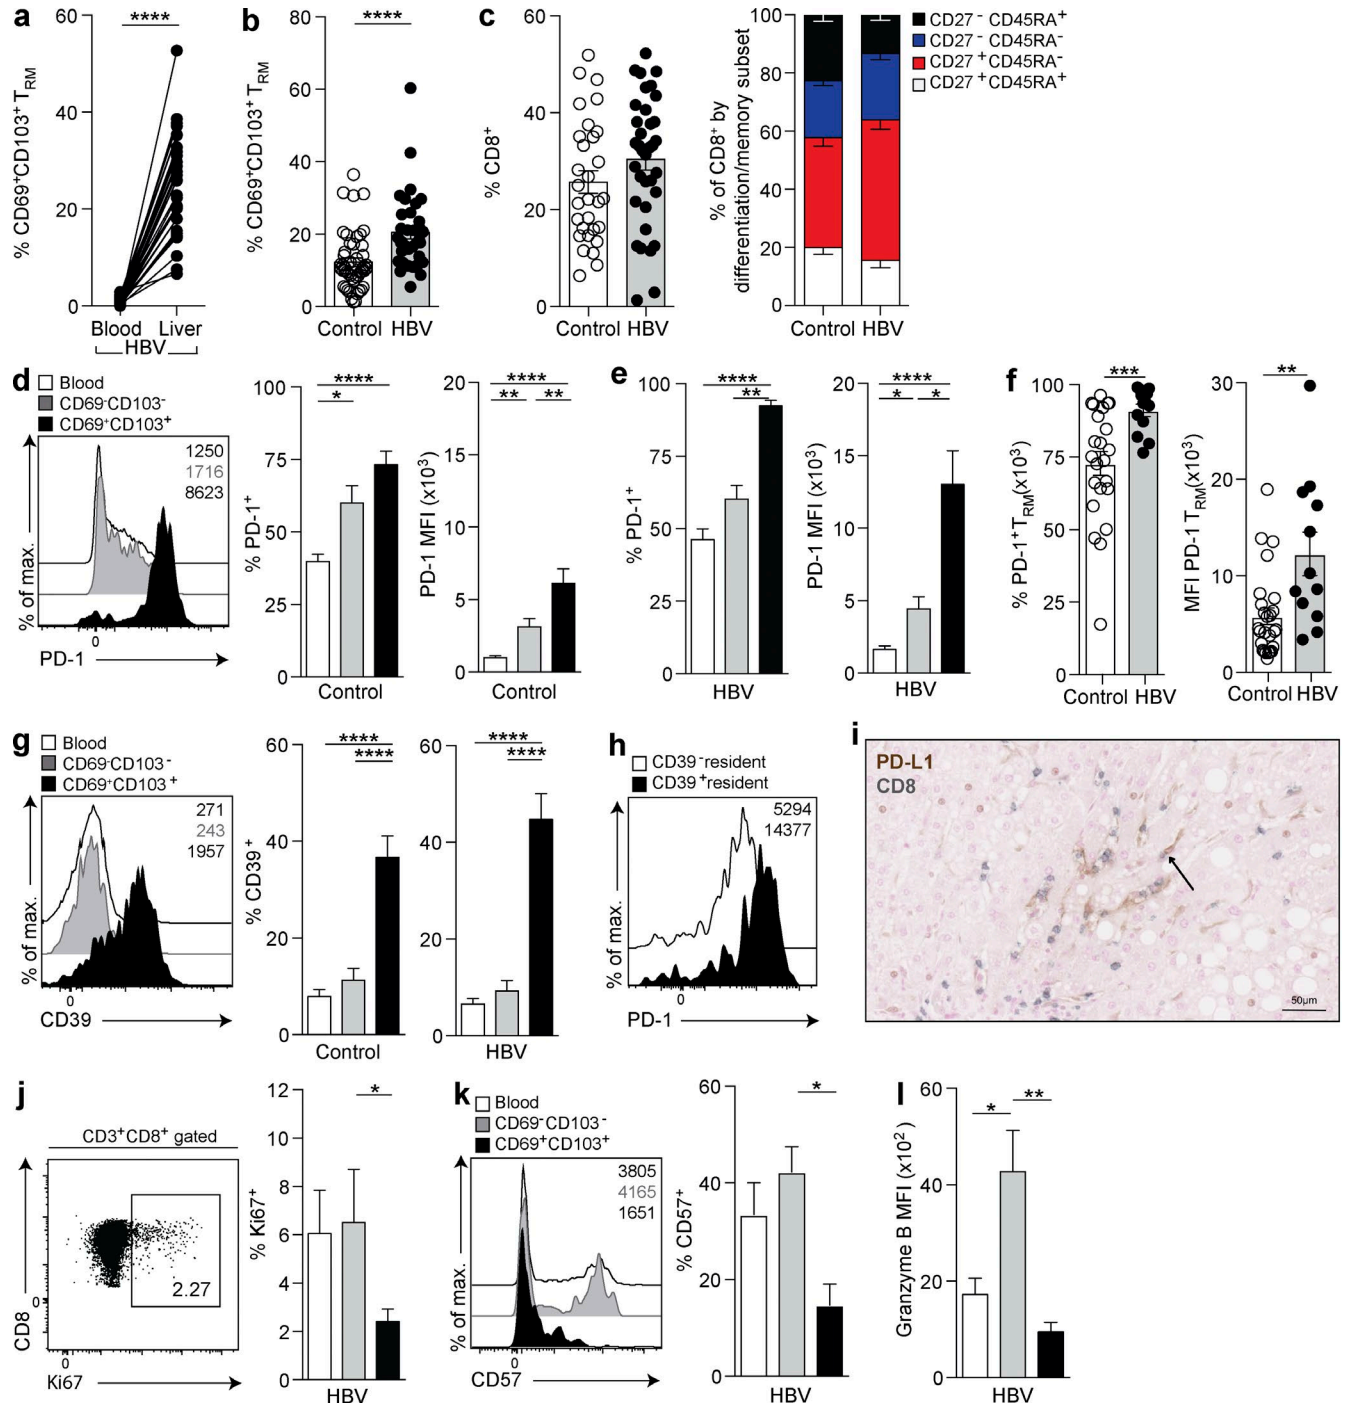 a
****
% CD69+CD103+ TRM
60
40
20
0
Blood Liver
HBV
b
****
% CD69+CD103+ TRM
80
60
40
20
0
Control HBV
c
% CD8+
60
40
20
0
Control HBV
% of CD8+ by
differentiation/memory subset
100
80
60
40
20
0
Control HBV
CD27- CD45RA+
CD27- CD45RA-
CD27+CD45RA-
CD27+CD45RA+
d
Blood
CD69-CD103-
CD69+CD103+
1250
1716
8623
% of max.
0
PD-1
% PD-1+
100
75
50
25
0
****
*
Control
PD-1 MFI (x10³)
20
15
10
5
0
****
** **
Control
e
% PD-1+
100
75
50
25
0
****
**
HBV
PD-1 MFI (x10³)
20
15
10
5
0
****
* *
HBV
f
% PD-1+TRM(x10³)
100
75
50
25
0
***
Control HBV
MFI PD-1 TRM(x10³)
30
20
10
0
**
Control HBV
g
Blood
CD69-CD103-
CD69+CD103+
271
243
1957
% of max.
0
CD39
% CD39+
60
40
20
0
****
****
Control
60
40
20
0
****
****
HBV
h
CD39-resident
CD39+resident
5294
14377
% of max.
0
PD-1
i
PD-L1
CD8
50µm
j
CD3+CD8+ gated
CD8
0
2.27
0
Ki67
% Ki67+
12
10
8
6
4
2
0
*
HBV
k
Blood
CD69-CD103-
CD69+CD103+
3805
4165
1651
% of max.
0
CD57
% CD57+
60
40
20
0
*
HBV
l
Granzyme B MFI (x10²)
60
40
20
0
* **
HBV